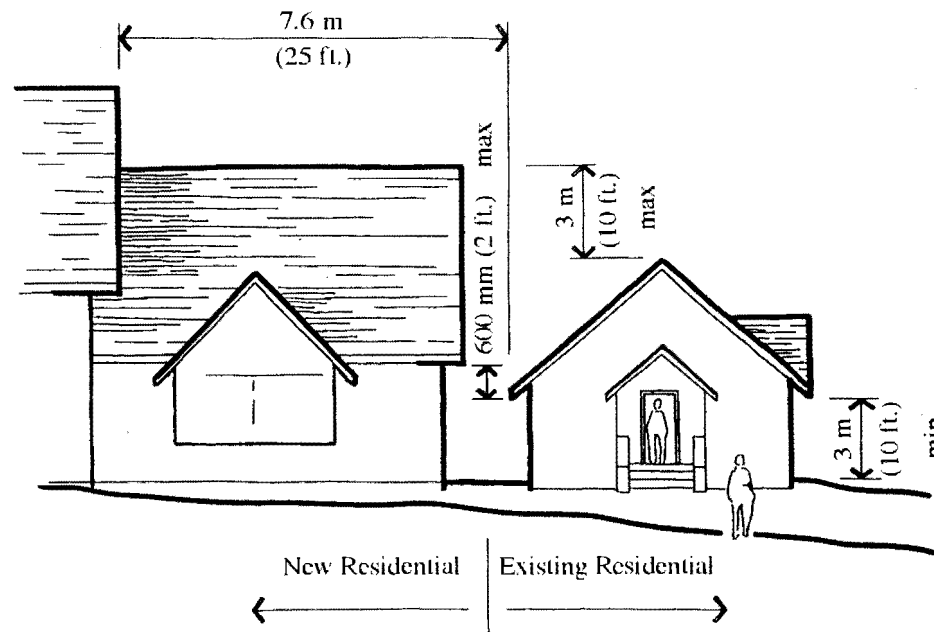 7.6 m
(25 ft.)
600 mm (2 ft.) max
3 m
(10 ft.)
max
3 m
(10 ft.)
min
New Residential
Existing Residential